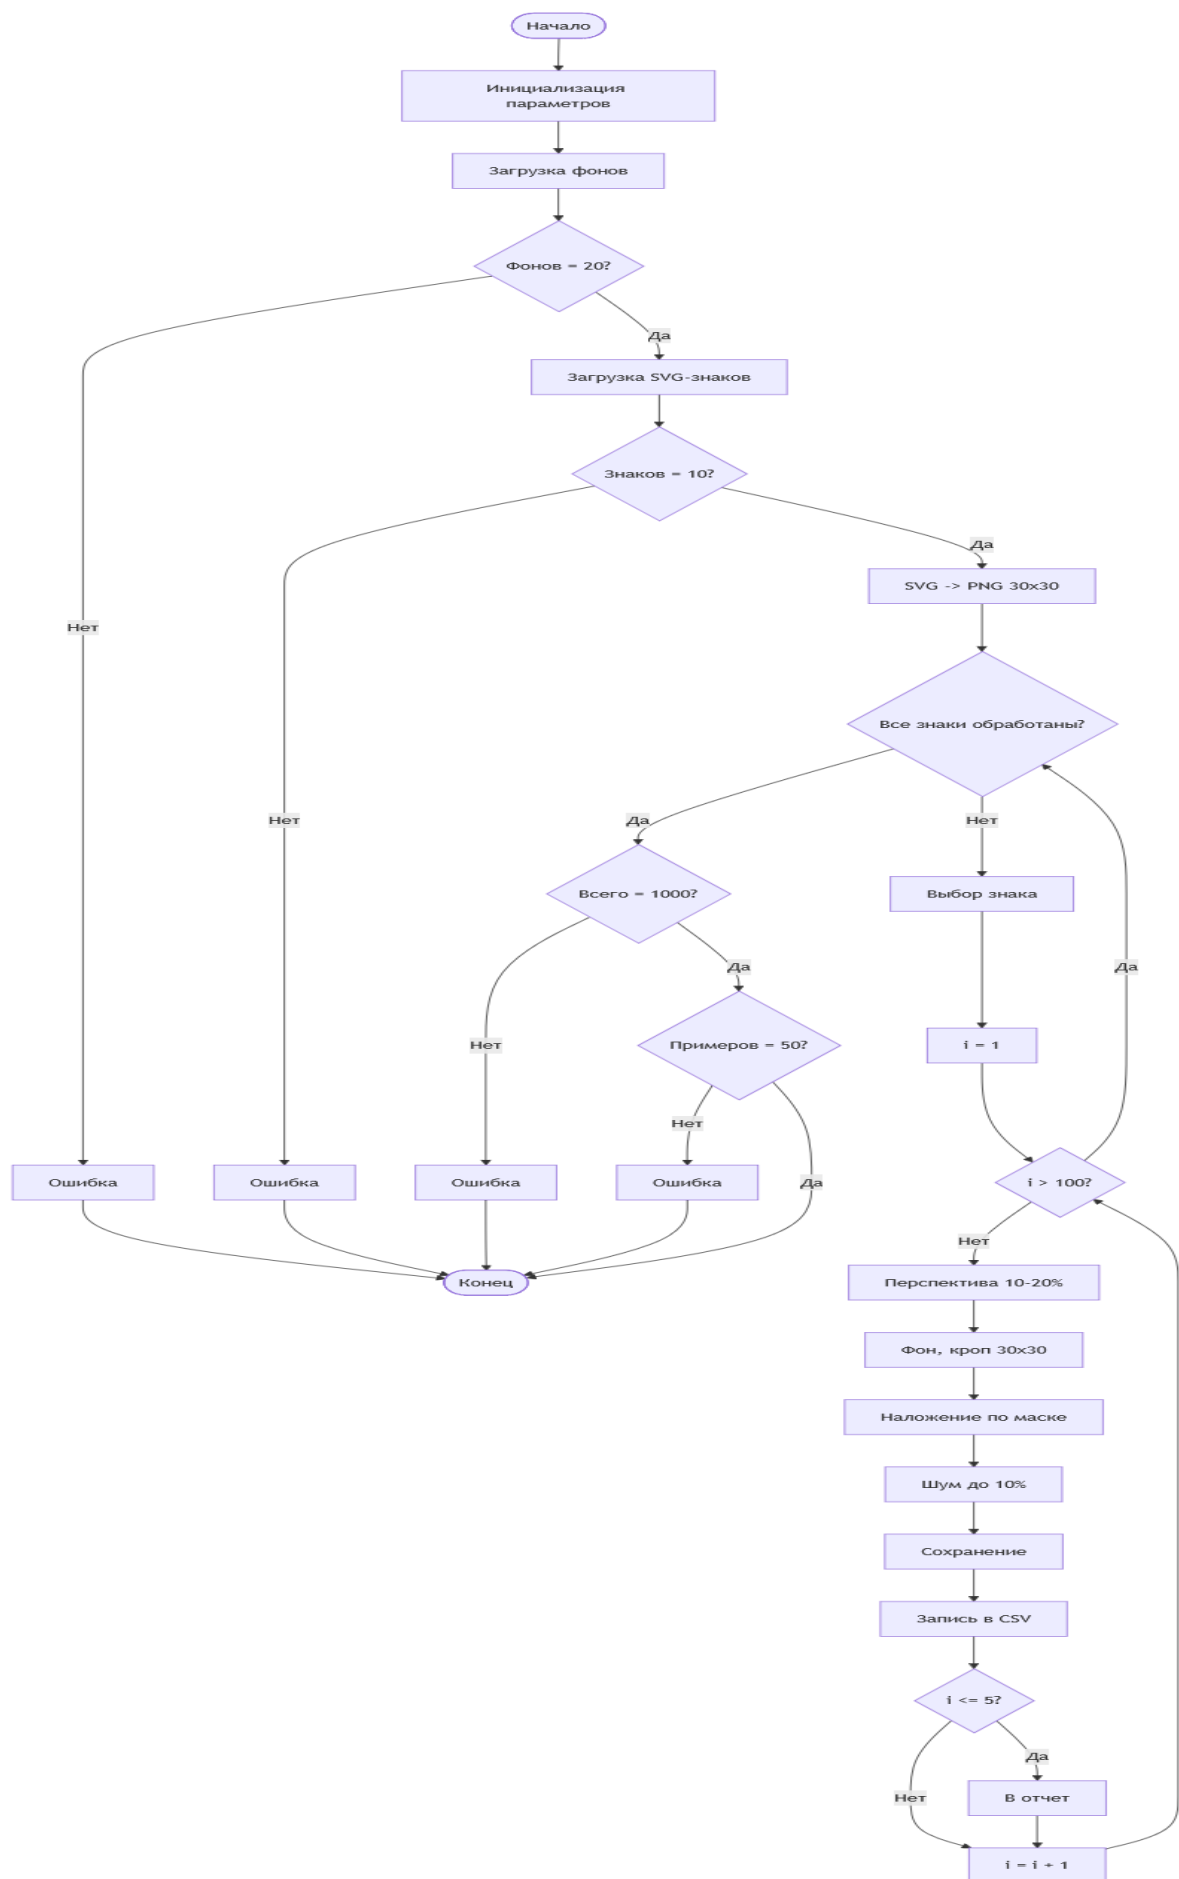 Начало
Инициализация
параметров
Загрузка фонов
Фонов = 20?
Да
Загрузка SVG-знаков
Знаков = 10?
Да
SVG -> PNG 30x30
Нет
Все знаки обработаны?
Да
Нет
Нет
Всего = 1000?
Выбор знака
Да
Да
Нет
Примеров = 50?
i = 1
Нет
Ошибка
Ошибка
Ошибка
Ошибка
Да
i > 100?
Нет
Конец
Перспектива 10-20%
Фон, кроп 30x30
Наложение по маске
Шум до 10%
Сохранение
Запись в CSV
i <= 5?
Да
Нет
В отчет
i = i + 1